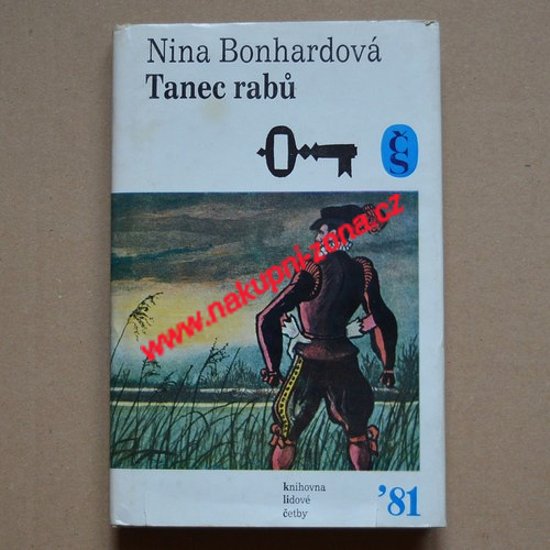 Nina Bonhardová
Tanec rabů
ČS
www.nakupni-zona.cz
knihovna
lidové
četby
'81